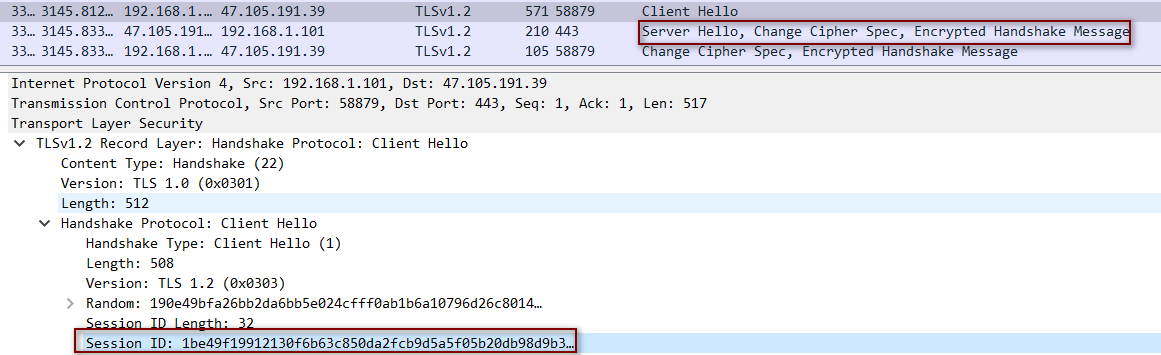 33… 3145.812… 192.168.1.… 47.105.191.39 TLSv1.2 571 58879 Client Hello
33… 3145.833… 47.105.191.… 192.168.1.101 TLSv1.2 210 443 Server Hello, Change Cipher Spec, Encrypted Handshake Message
33… 3145.833… 192.168.1.… 47.105.191.39 TLSv1.2 105 58879 Change Cipher Spec, Encrypted Handshake Message
Internet Protocol Version 4, Src: 192.168.1.101, Dst: 47.105.191.39
Transmission Control Protocol, Src Port: 58879, Dst Port: 443, Seq: 1, Ack: 1, Len: 517
Transport Layer Security
TLSv1.2 Record Layer: Handshake Protocol: Client Hello
Content Type: Handshake (22)
Version: TLS 1.0 (0x0301)
Length: 512
Handshake Protocol: Client Hello
Handshake Type: Client Hello (1)
Length: 508
Version: TLS 1.2 (0x0303)
Random: 190e49bfa26bb2da6bb5e024cfff0ab1b6a10796d26c8014…
Session ID Length: 32
Session ID: 1be49f19912130f6b63c850da2fcb9d5a5f05b20db98d9b3…